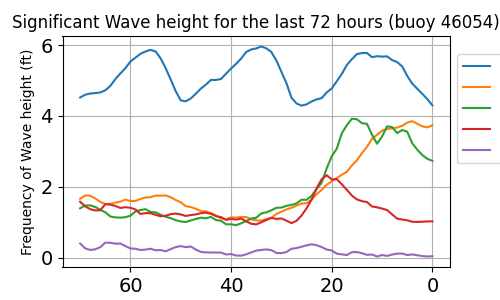 Significant Wave height for the last 72 hours (buoy 46054)
Frequency of Wave height (ft)
6
4
2
0
60 40 20 0